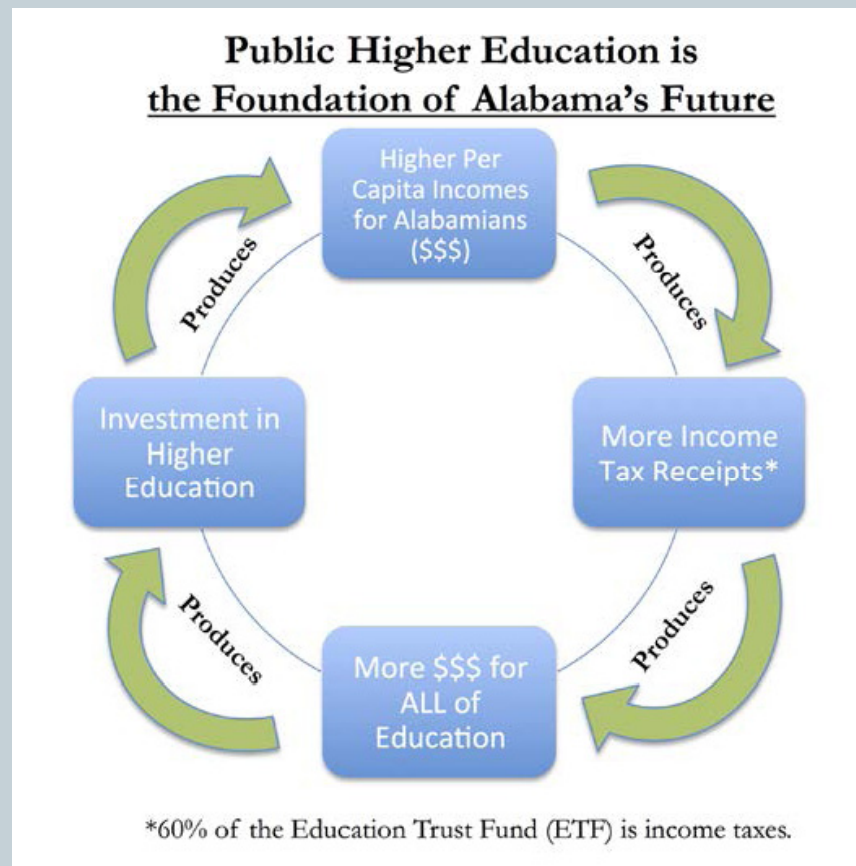 Public Higher Education is
the Foundation of Alabama's Future
Higher Per
Capita Incomes
for Alabamians
($$$)
Produces
Produces
Investment in
Higher
Education
More Income
Tax Receipts*
Produces
Produces
More $$$ for
ALL of
Education
*60% of the Education Trust Fund (ETF) is income taxes.